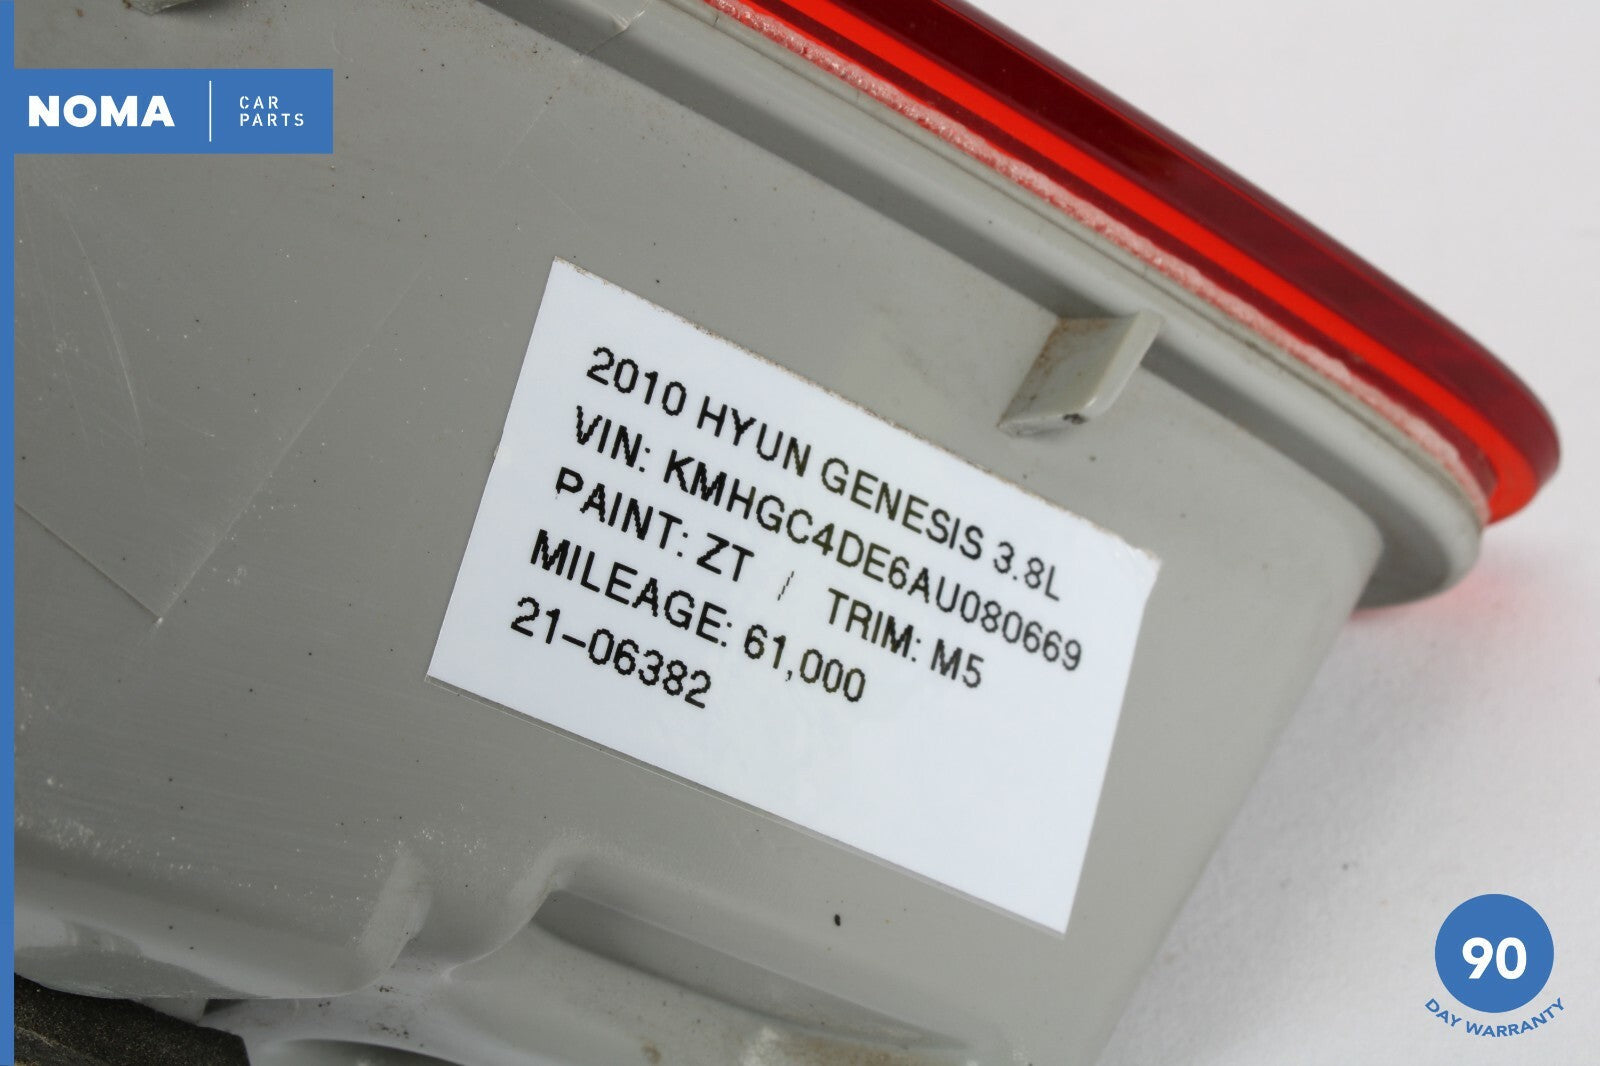 NOMA
CAR
PARTS
2010 HYUN GENESIS 3.8L
VIN: KMHGC4DE6AU080669
PAINT: ZT / TRIM: M5
MILEAGE: 61,000
21-06382
90
DAY WARRANTY